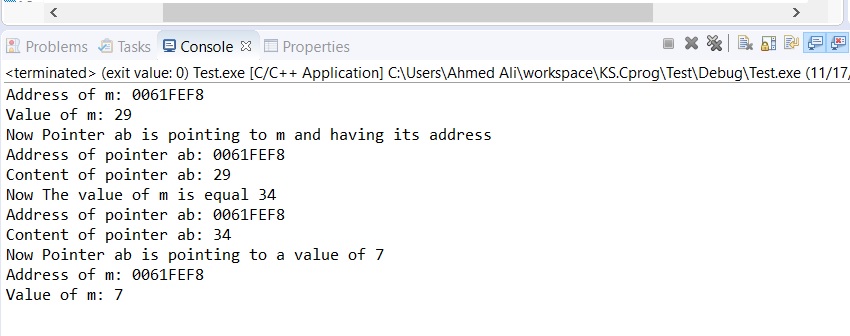 Problems Tasks Console Properties
<terminated> (exit value: 0) Test.exe [C/C++ Application] C:\Users\Ahmed Ali\workspace\KS.Cprog\Test\Debug\Test.exe (11/17/
Address of m: 0061FEF8
Value of m: 29
Now Pointer ab is pointing to m and having its address
Address of pointer ab: 0061FEF8
Content of pointer ab: 29
Now The value of m is equal 34
Address of pointer ab: 0061FEF8
Content of pointer ab: 34
Now Pointer ab is pointing to a value of 7
Address of m: 0061FEF8
Value of m: 7